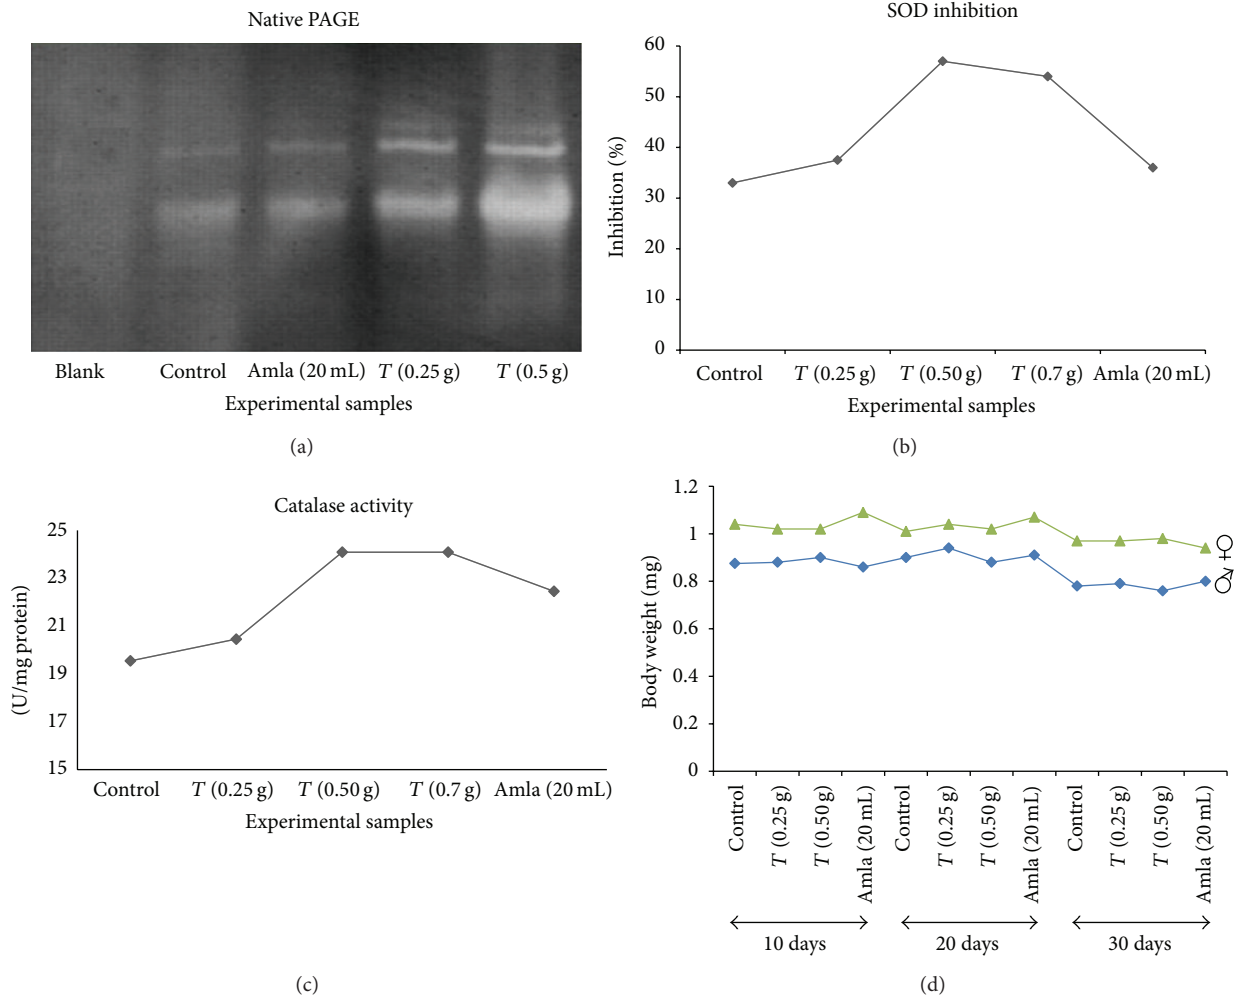 Native PAGE
Blank Control Amla (20 mL) T (0.25 g) T (0.5 g)
Experimental samples
(a)
SOD inhibition
Inhibition (%)
60
50
40
30
20
10
0
Control T (0.25 g) T (0.50 g) T (0.7 g) Amla (20 mL)
Experimental samples
(b)
Catalase activity
(U/mg protein)
25
23
21
19
17
15
Control T (0.25 g) T (0.50 g) T (0.7 g) Amla (20 mL)
Experimental samples
(c)
Body weight (mg)
1.2
1
0.8
0.6
0.4
0.2
0
♀
♂
Control
T (0.25 g)
T (0.50 g)
Amla (20 mL)
Control
T (0.25 g)
T (0.50 g)
Amla (20 mL)
Control
T (0.25 g)
T (0.50 g)
Amla (20 mL)
10 days 20 days 30 days
(d)